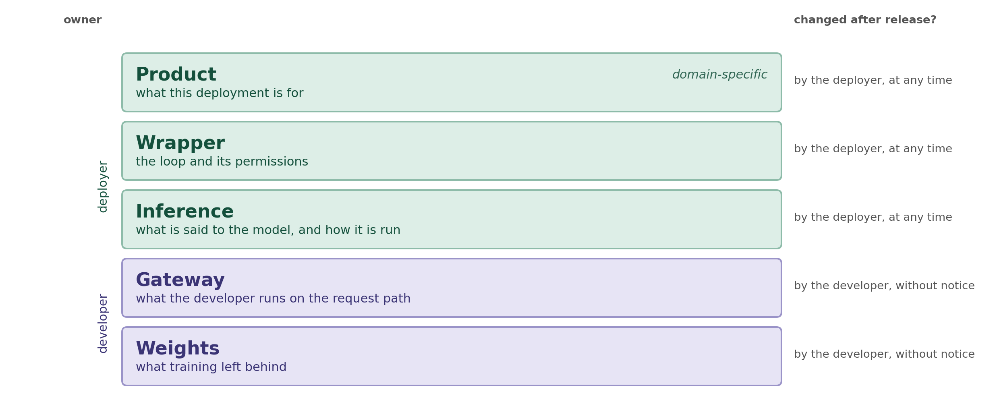 owner
changed after release?
Product
domain-specific
what this deployment is for
by the deployer, at any time
Wrapper
the loop and its permissions
by the deployer, at any time
deployer
Inference
what is said to the model, and how it is run
by the deployer, at any time
Gateway
what the developer runs on the request path
by the developer, without notice
developer
Weights
what training left behind
by the developer, without notice